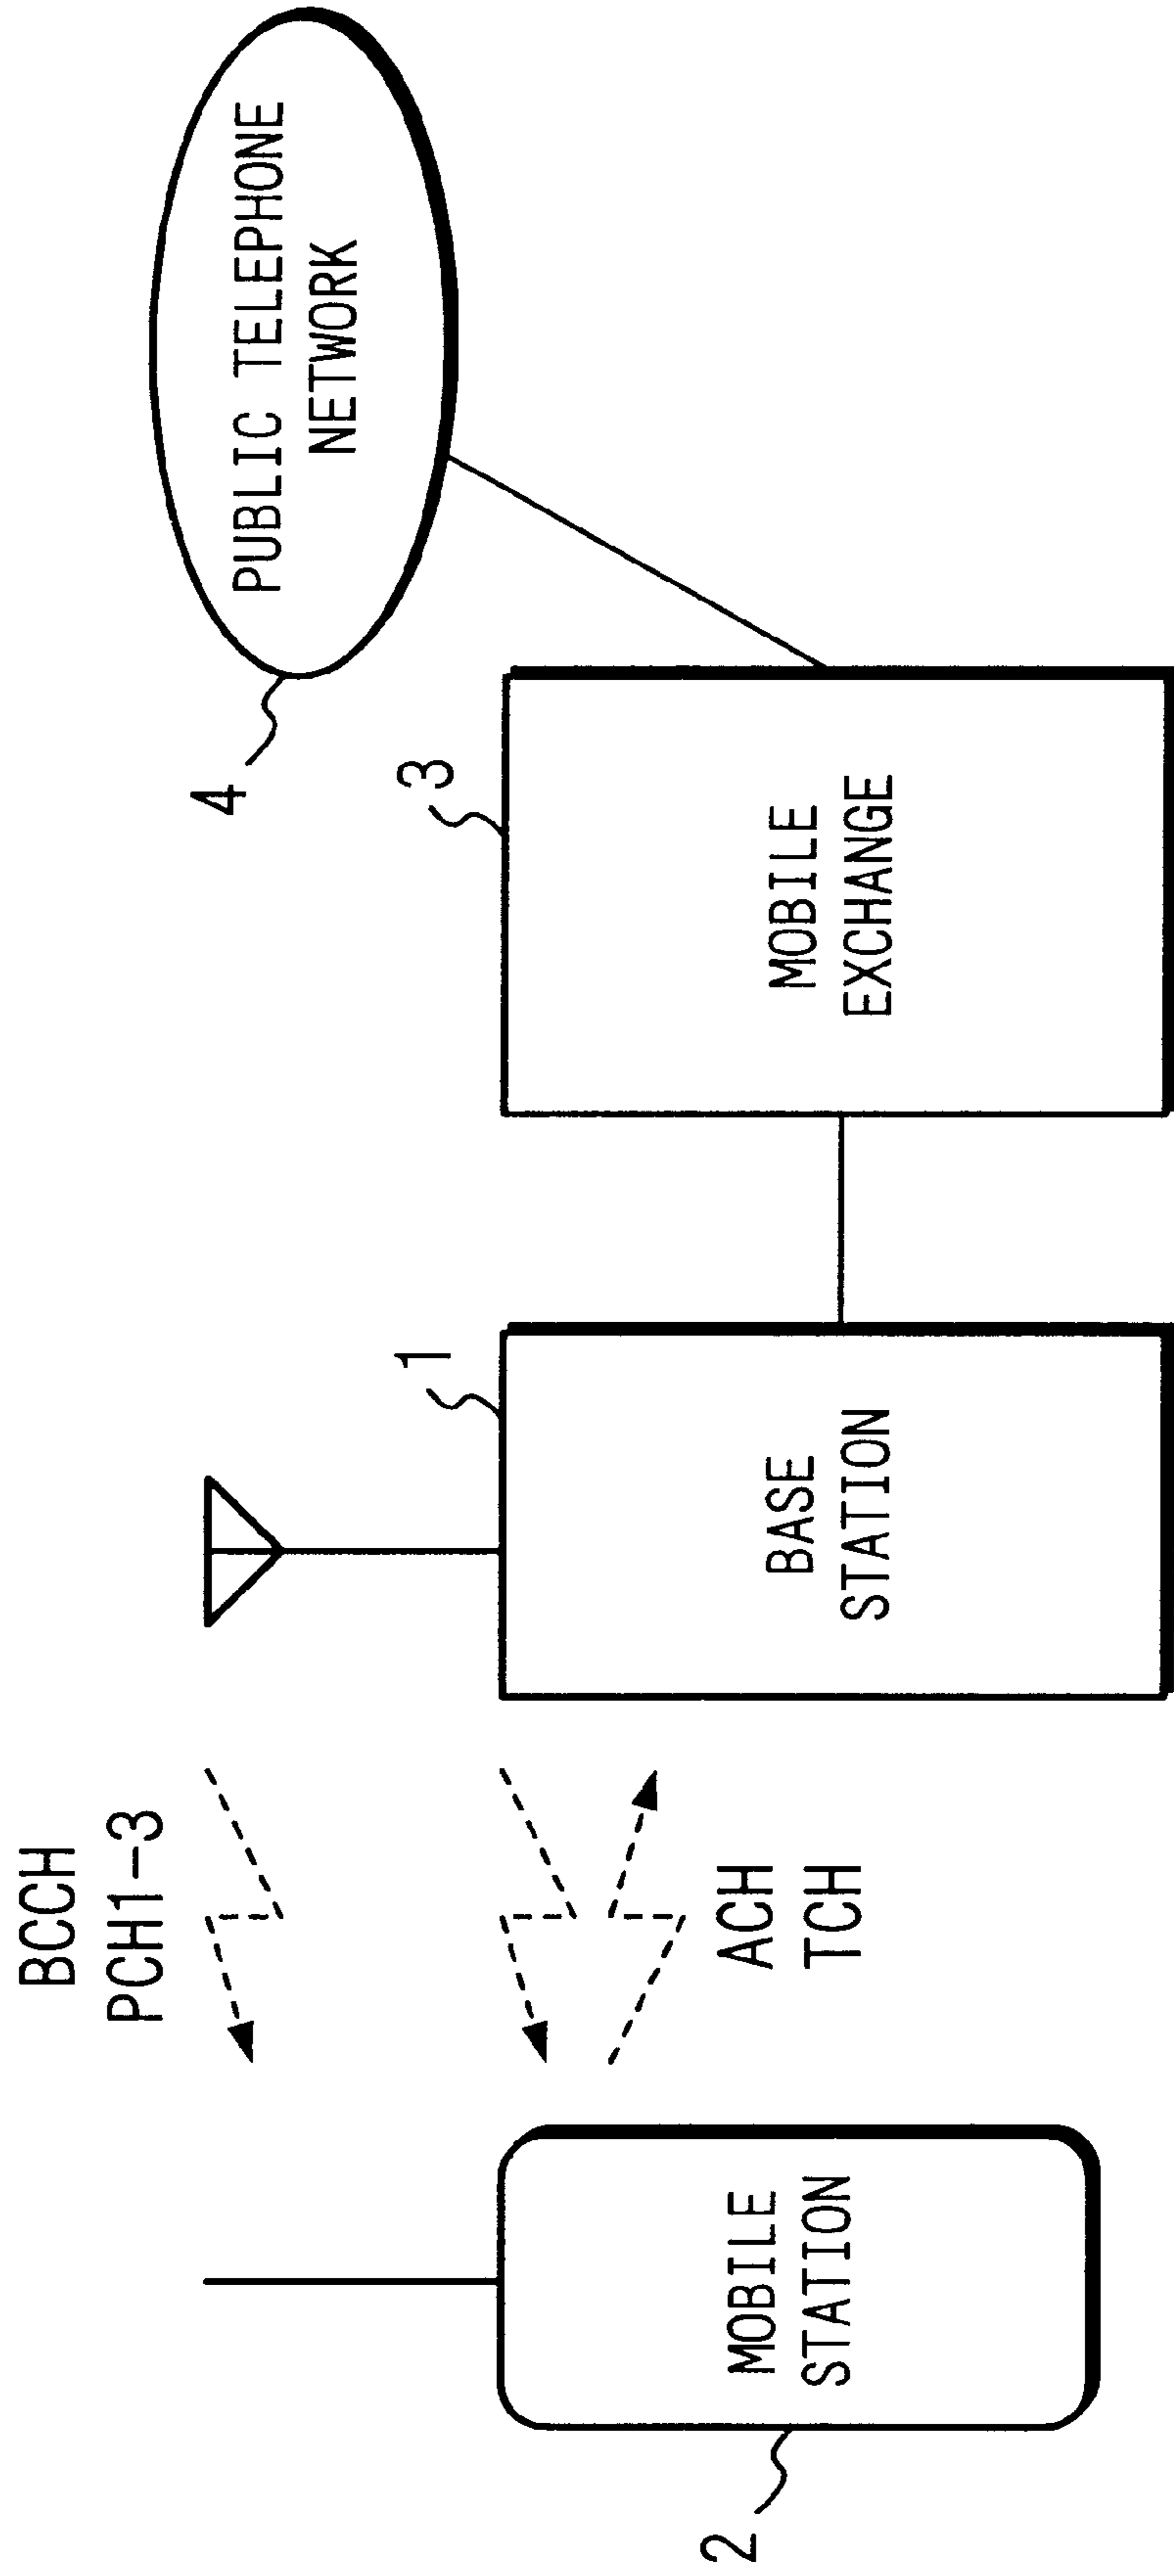 BCCH
PCH1-3
4
PUBLIC TELEPHONE
NETWORK
2
MOBILE
STATION
ACH
TCH
1
BASE
STATION
3
MOBILE
EXCHANGE